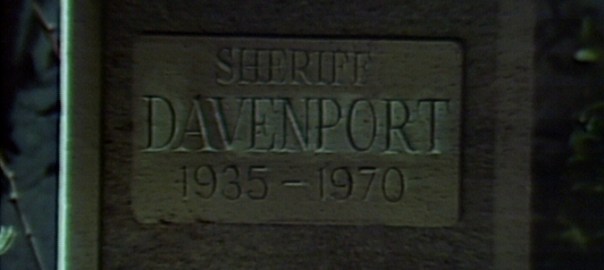 SHERIFF
DAVENPORT
1935 - 1970